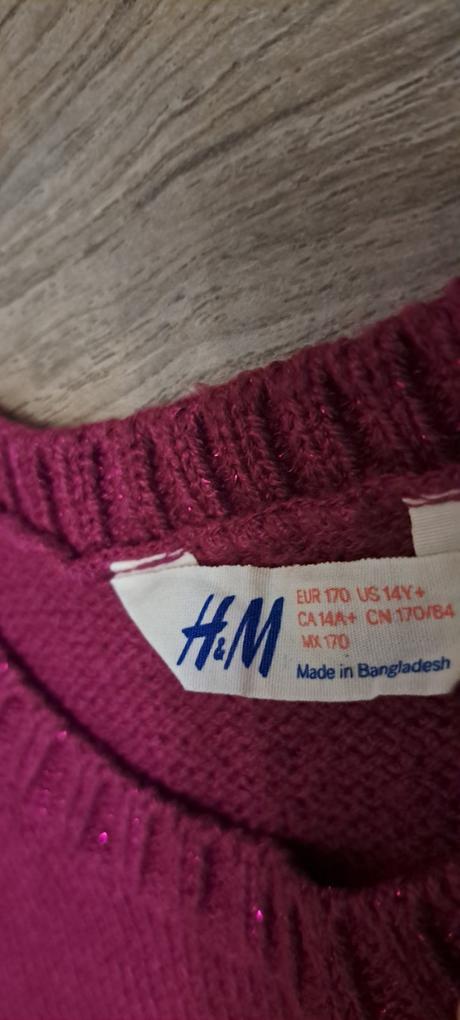 H&M
EUR 170 US 14Y+
CA 14A+ CN 170/84
MX 170
Made in Bangladesh